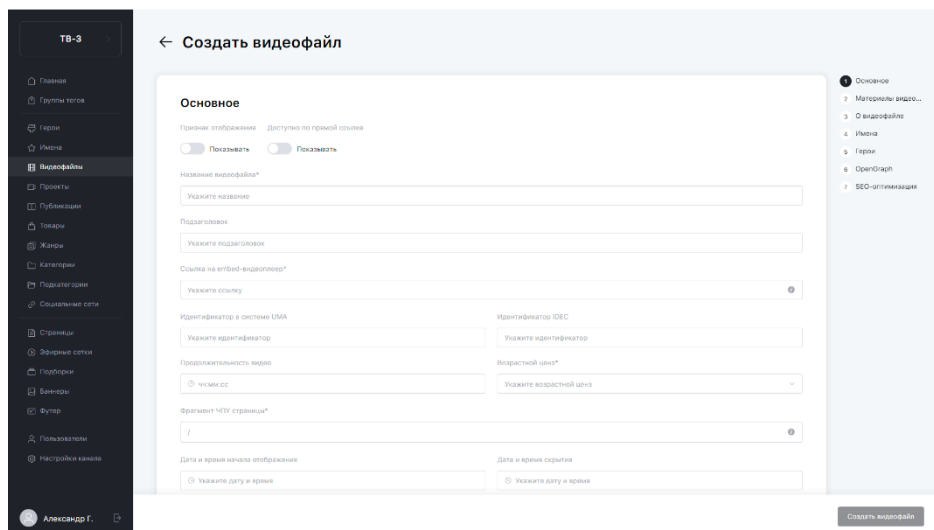 ТВ-3
Главная
Группы тегов
Герои
Имена
Видеофайлы
Проекты
Публикации
Товары
Жанры
Категории
Подкатегории
Социальные сети
Страницы
Эфирные сетки
Подборки
Баннеры
Футер
Пользователи
Настройки канала
Александр Г.
← Создать видеофайл
Основное
Признак отображения Доступно по прямой ссылке
Показывать Показывать
Название видеофайла*
Укажите название
Подзаголовок
Укажите подзаголовок
Ссылка на embed-видеоплеер*
Укажите ссылку
Идентификатор в системе UMA Идентификатор IDEC
Укажите идентификатор Укажите идентификатор
Продолжительность видео Возрастной ценз*
чч:мм:сс Укажите возрастной ценз
Фрагмент ЧПУ страницы*
/
Дата и время начала отображения Дата и время скрытия
Укажите дату и время Укажите дату и время
1 Основное
2 Материалы видео...
3 О видеофайле
4 Имена
5 Герои
6 OpenGraph
7 SEO-оптимизация
Создать видеофайл